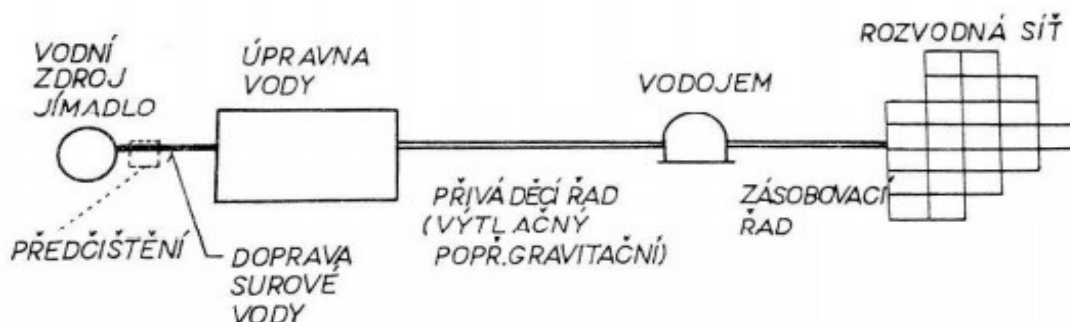 VODNÍ
ZDROJ
JÍMADLO
ÚPRAVNA
VODY
VODOJEM
ROZVODNÁ SÍŤ
PŘEDČIŠTĚNÍ
DOPRAVA
SUROVÉ
VODY
PŘIVÁDĚCÍ ŘAD
(VÝTLAČNÝ
POPŘ. GRAVITAČNÍ)
ZÁSOBOVACÍ
ŘAD